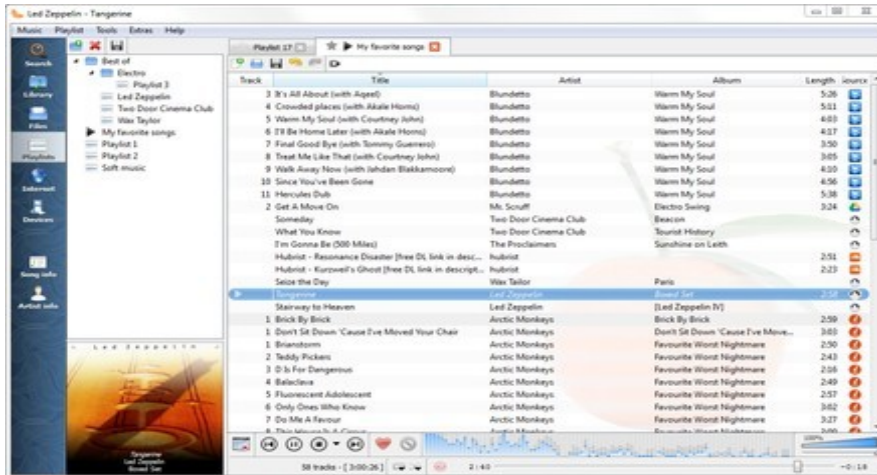 Led Zeppelin - Tangerine
Music Playlist Tools Extras Help
Search
Library
Files
Playlists
Internet
Devices
Song info
Artist info
Best of
Electro
Playlist 3
Led Zeppelin
Two Door Cinema Club
Wax Taylor
My favorite songs
Playlist 1
Playlist 2
Soft music
Led Zeppelin
Tangerine
Led Zeppelin
Boxed Set
Playlist 17 My favorite songs
Track Title Artist Album Length Source
3 It's All About (with Aqeel) Blundetto Warm My Soul 5:26
4 Crowded places (with Akale Horns) Blundetto Warm My Soul 5:11
5 Warm My Soul (with Courtney John) Blundetto Warm My Soul 4:03
6 I'll Be Home Later (with Akale Horns) Blundetto Warm My Soul 4:17
7 Final Good Bye (with Tommy Guerrero) Blundetto Warm My Soul 3:50
8 Treat Me Like That (with Courtney John) Blundetto Warm My Soul 3:05
9 Walk Away Now (with Jahdan Blakkamoore) Blundetto Warm My Soul 4:10
10 Since You've Been Gone Blundetto Warm My Soul 4:56
11 Hercules Dub Blundetto Warm My Soul 5:38
2 Get A Move On Mr. Scruff Electro Swing 3:24
Someday Two Door Cinema Club Beacon
What You Know Two Door Cinema Club Tourist History
I'm Gonna Be (500 Miles) The Proclaimers Sunshine on Leith
Hubrist - Resonance Disaster [free DL link in desc... hubrist 2:51
Hubrist - Kurzweil's Ghost [free DL link in descript... hubrist 2:23
Seize the Day Wax Tailor Paris
Tangerine Led Zeppelin Boxed Set 2:58
Stairway to Heaven Led Zeppelin [Led Zeppelin IV]
1 Brick By Brick Arctic Monkeys Brick By Brick 2:59
1 Don't Sit Down 'Cause I've Moved Your Chair Arctic Monkeys Don't Sit Down 'Cause I've Move... 3:03
1 Brianstorm Arctic Monkeys Favourite Worst Nightmare 2:50
2 Teddy Pickers Arctic Monkeys Favourite Worst Nightmare 2:43
3 D Is For Dangerous Arctic Monkeys Favourite Worst Nightmare 2:16
4 Balaclava Arctic Monkeys Favourite Worst Nightmare 2:49
5 Fluorescent Adolescent Arctic Monkeys Favourite Worst Nightmare 2:57
6 Only Ones Who Know Arctic Monkeys Favourite Worst Nightmare 3:02
7 Do Me A Favour Arctic Monkeys Favourite Worst Nightmare 3:27
100%
58 tracks - [ 3:00:26 ] 2:40 -0:18